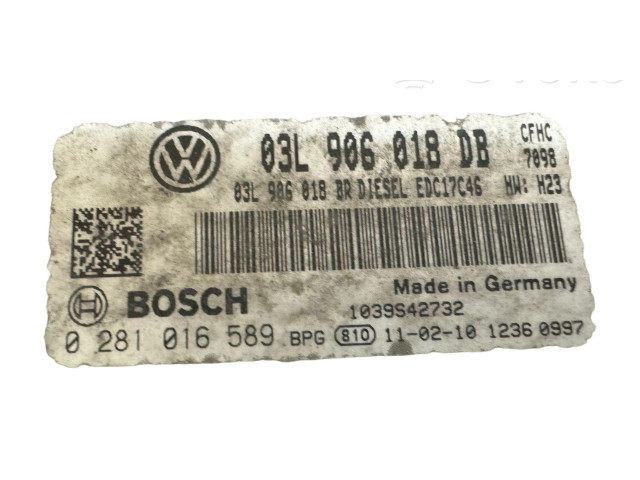 03L 906 018 DB CFHC
7098
03L 906 018 BR DIESEL EDC17C46 HW: H23
Made in Germany
BOSCH 1039S42732
0 281 016 589 BPG 810 11-02-10 1236 0997